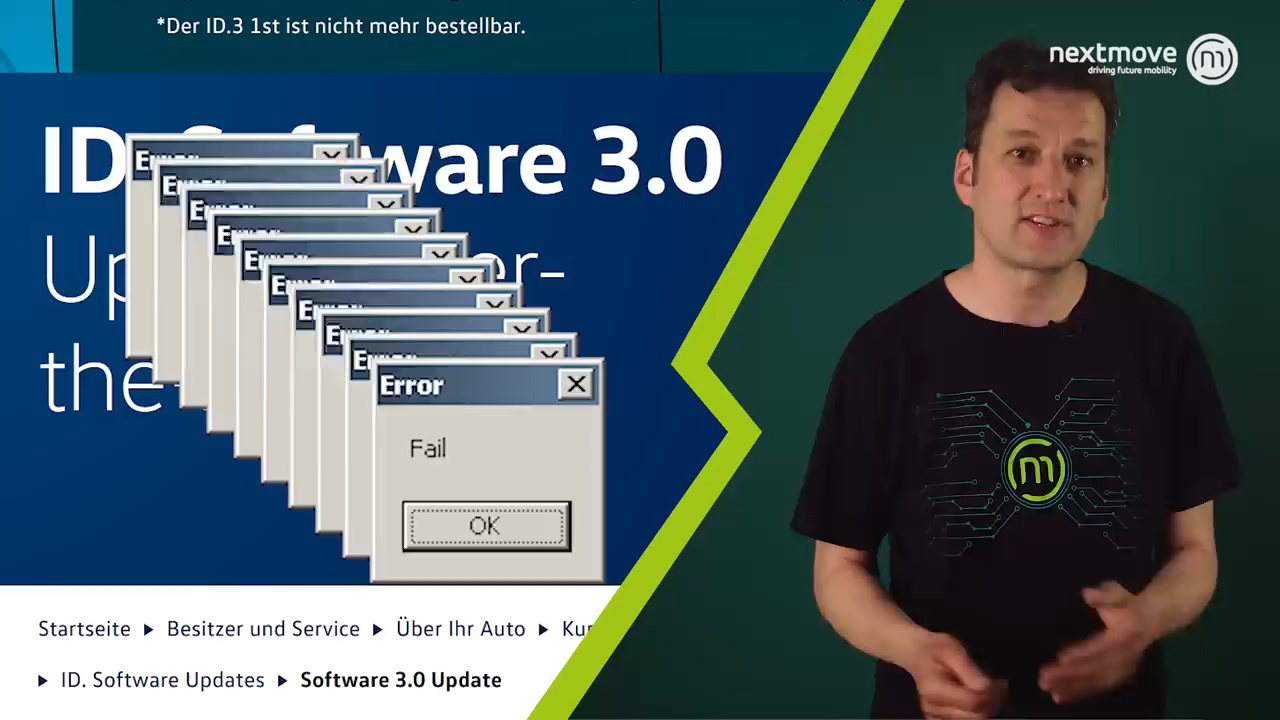 *Der ID.3 1st ist nicht mehr bestellbar.
nextmove
driving future mobility
ware 3.0
Error
Fail
OK
Startseite ▶ Besitzer und Service ▶ Über Ihr Auto ▶
▶ ID. Software Updates ▶ Software 3.0 Update